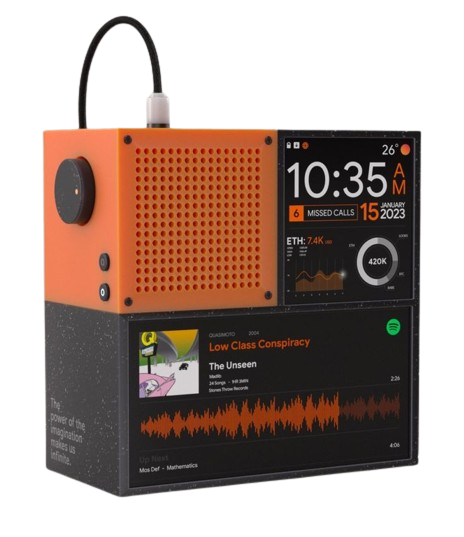 26°
10:35 AM
6 MISSED CALLS
15 JANUARY 2023
ETH: 7.4K
420K
QUASIMOTO 2004
Low Class Conspiracy
The Unseen
Madlib
24 Songs
Stones Throw Records
2:26
4:06
Up Next
Mos Def - Mathematics
The
power of the
imagination
makes us
infinite.